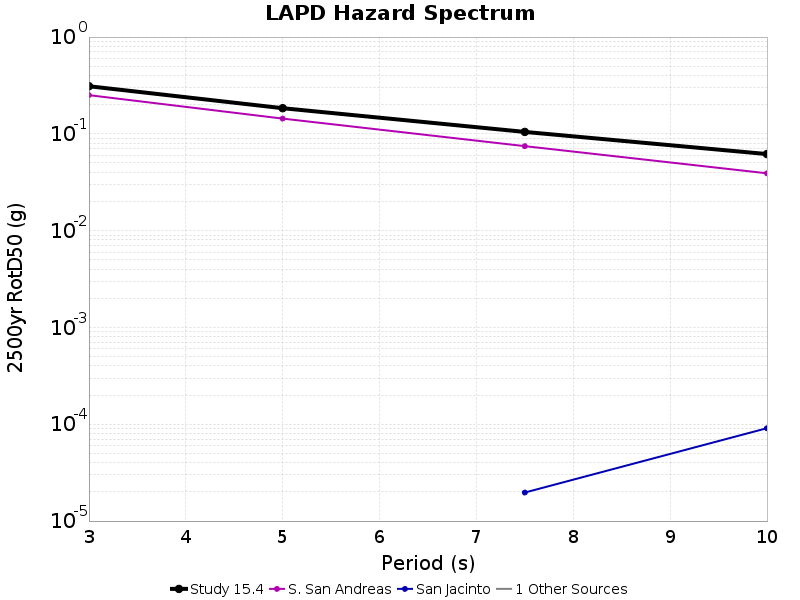 LAPD Hazard Spectrum
2500yr RotD50 (g)
10^0
10^-1
10^-2
10^-3
10^-4
10^-5
3 4 5 6 7 8 9 10
Period (s)
Study 15.4 S. San Andreas San Jacinto 1 Other Sources